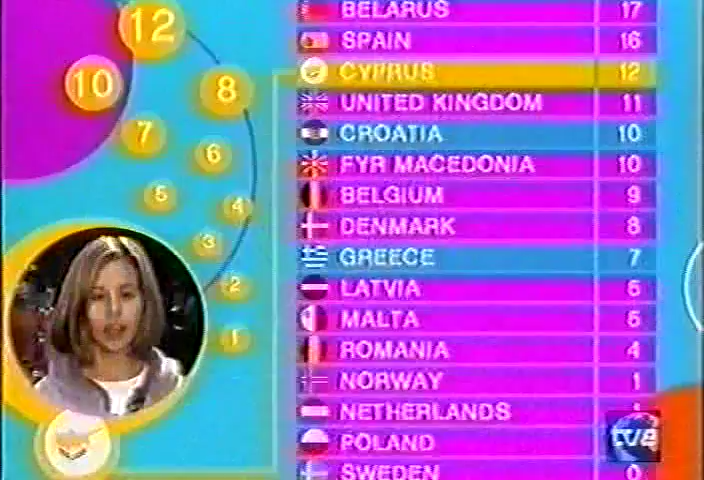 12
10
8
7
6
5
4
3
2
1
BELARUS 17
SPAIN 16
CYPRUS 12
UNITED KINGDOM 11
CROATIA 10
FYR MACEDONIA 10
BELGIUM 9
DENMARK 8
GREECE 7
LATVIA
MALTA
ROMANIA 4
NORWAY 1
NETHERLANDS
POLAND
SWEDEN 0
tve